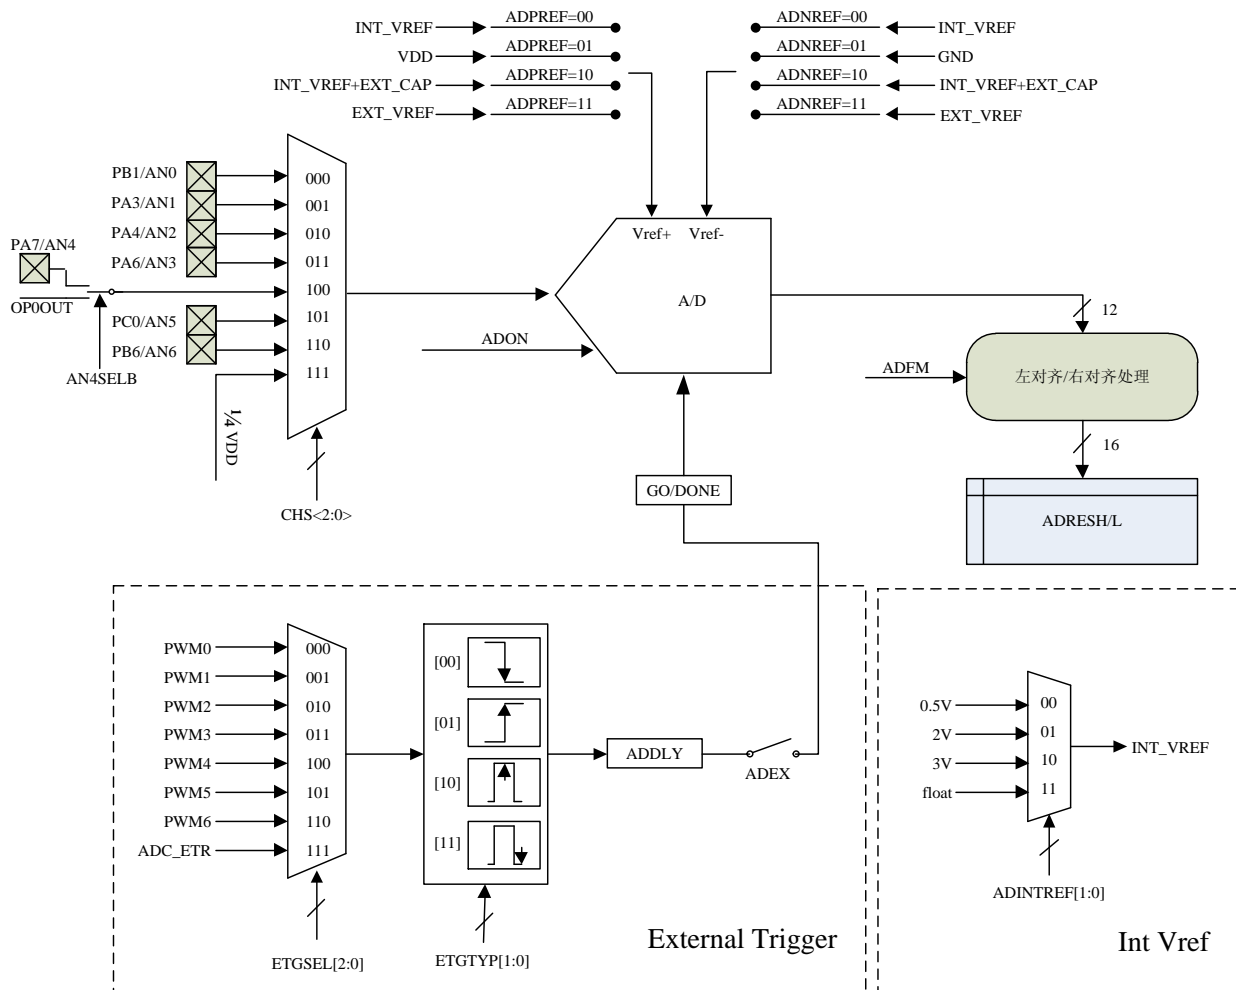 INT_VREF ADPREF=00 ADNREF=00 INT_VREF
VDD ADPREF=01 ADNREF=01 GND
INT_VREF+EXT_CAP ADPREF=10 ADNREF=10 INT_VREF+EXT_CAP
EXT_VREF ADPREF=11 ADNREF=11 EXT_VREF
PB1/AN0 000
PA3/AN1 001
PA4/AN2 010
PA6/AN3 011
PA7/AN4
OP0OUT
100
PC0/AN5 101
PB6/AN6 110
111
AN4SELB
¼ VDD
CHS<2:0>
Vref+ Vref-
A/D
ADON
12
ADFM
左对齐/右对齐处理
16
GO/DONE
ADRESH/L
PWM0 000
PWM1 001
PWM2 010
PWM3 011
PWM4 100
PWM5 101
PWM6 110
ADC_ETR 111
ETGSEL[2:0]
[00]
[01]
[10]
[11]
ETGTYP[1:0]
ADDLY
ADEX
External Trigger
0.5V 00
2V 01
3V 10
float 11
INT_VREF
ADINTREF[1:0]
Int Vref